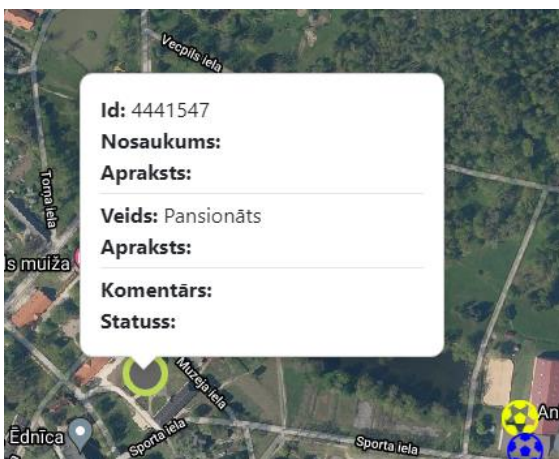 Vecpils iela
Id: 4441547
Nosaukums:
Apraksts:
Veids: Pansionāts
Apraksts:
Komentārs:
Statuss:
Torņa iela
s muiža
Muzeja iela
Ēdnīca
Sporta iela
Sporta iela
An